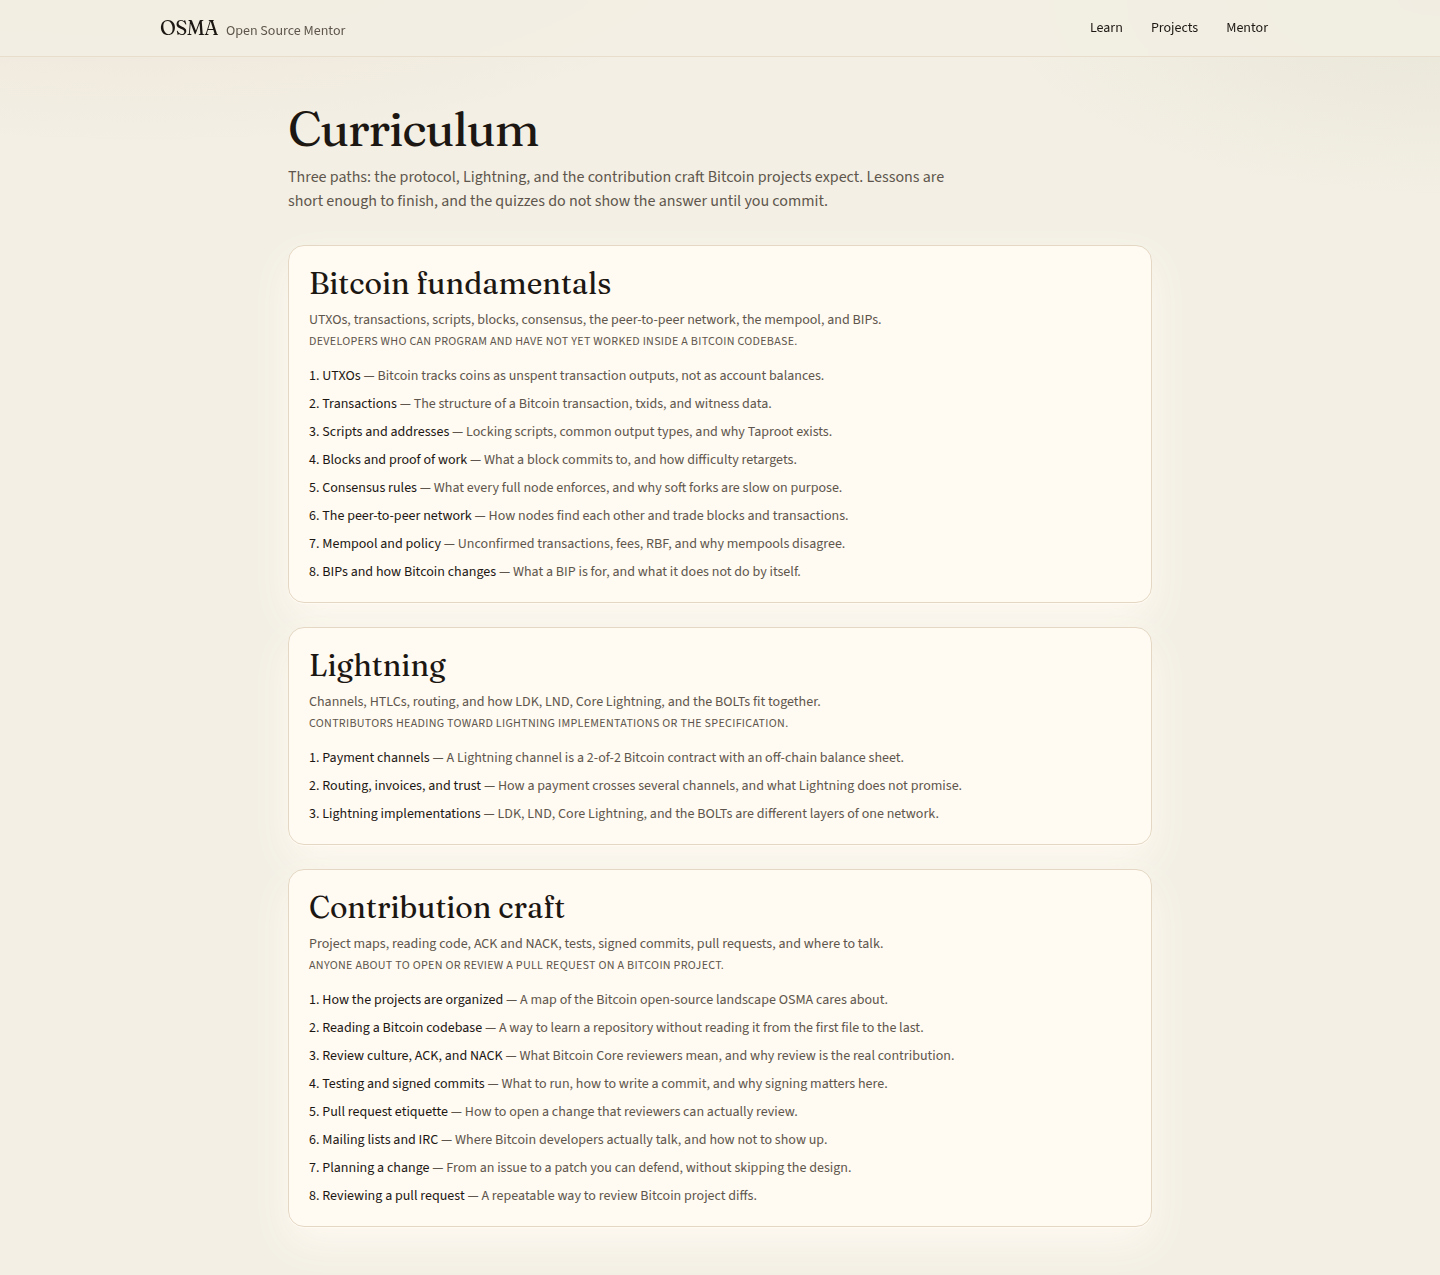 OSMA Open Source Mentor
Learn Projects Mentor
Curriculum
Three paths: the protocol, Lightning, and the contribution craft Bitcoin projects expect. Lessons are
short enough to finish, and the quizzes do not show the answer until you commit.
Bitcoin fundamentals
UTXOs, transactions, scripts, blocks, consensus, the peer-to-peer network, the mempool, and BIPs.
DEVELOPERS WHO CAN PROGRAM AND HAVE NOT YET WORKED INSIDE A BITCOIN CODEBASE.
1. UTXOs — Bitcoin tracks coins as unspent transaction outputs, not as account balances.
2. Transactions — The structure of a Bitcoin transaction, txids, and witness data.
3. Scripts and addresses — Locking scripts, common output types, and why Taproot exists.
4. Blocks and proof of work — What a block commits to, and how difficulty retargets.
5. Consensus rules — What every full node enforces, and why soft forks are slow on purpose.
6. The peer-to-peer network — How nodes find each other and trade blocks and transactions.
7. Mempool and policy — Unconfirmed transactions, fees, RBF, and why mempools disagree.
8. BIPs and how Bitcoin changes — What a BIP is for, and what it does not do by itself.
Lightning
Channels, HTLCs, routing, and how LDK, LND, Core Lightning, and the BOLTs fit together.
CONTRIBUTORS HEADING TOWARD LIGHTNING IMPLEMENTATIONS OR THE SPECIFICATION.
1. Payment channels — A Lightning channel is a 2-of-2 Bitcoin contract with an off-chain balance sheet.
2. Routing, invoices, and trust — How a payment crosses several channels, and what Lightning does not promise.
3. Lightning implementations — LDK, LND, Core Lightning, and the BOLTs are different layers of one network.
Contribution craft
Project maps, reading code, ACK and NACK, tests, signed commits, pull requests, and where to talk.
ANYONE ABOUT TO OPEN OR REVIEW A PULL REQUEST ON A BITCOIN PROJECT.
1. How the projects are organized — A map of the Bitcoin open-source landscape OSMA cares about.
2. Reading a Bitcoin codebase — A way to learn a repository without reading it from the first file to the last.
3. Review culture, ACK, and NACK — What Bitcoin Core reviewers mean, and why review is the real contribution.
4. Testing and signed commits — What to run, how to write a commit, and why signing matters here.
5. Pull request etiquette — How to open a change that reviewers can actually review.
6. Mailing lists and IRC — Where Bitcoin developers actually talk, and how not to show up.
7. Planning a change — From an issue to a patch you can defend, without skipping the design.
8. Reviewing a pull request — A repeatable way to review Bitcoin project diffs.